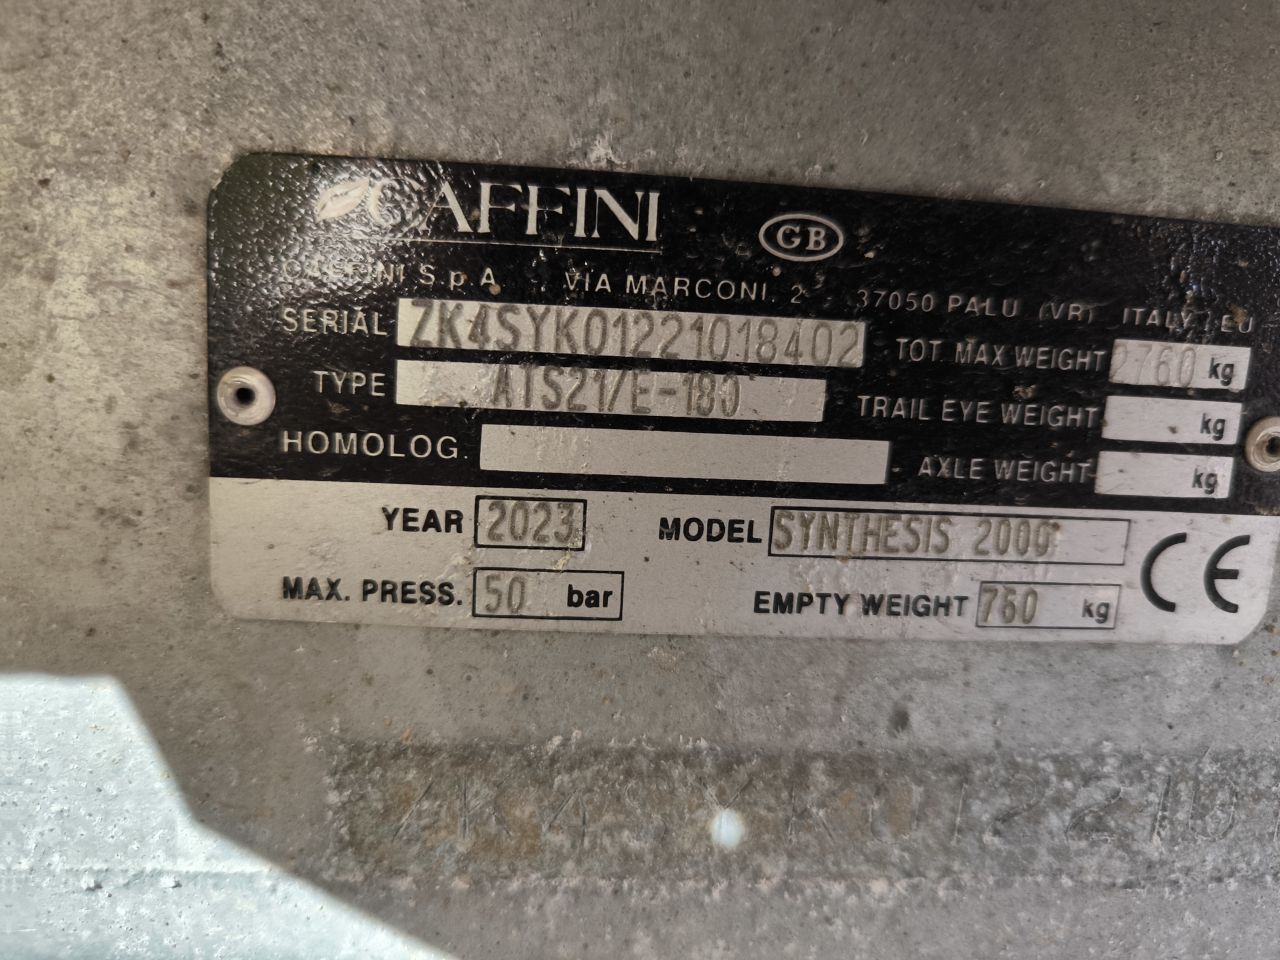 CAFFINI
GB
CAFFINI S.p.A. VIA MARCONI, 2 37050 PALU (VR) ITALY EU
SERIAL ZK4SYK01221018402 TOT. MAX WEIGHT 2760 kg
TYPE ATS21/E-180 TRAIL EYE WEIGHT kg
HOMOLOG. AXLE WEIGHT kg
YEAR 2023 MODEL SYNTHESIS 2000 CE
MAX. PRESS. 50 bar EMPTY WEIGHT 760 kg
ZK4SYK01221018